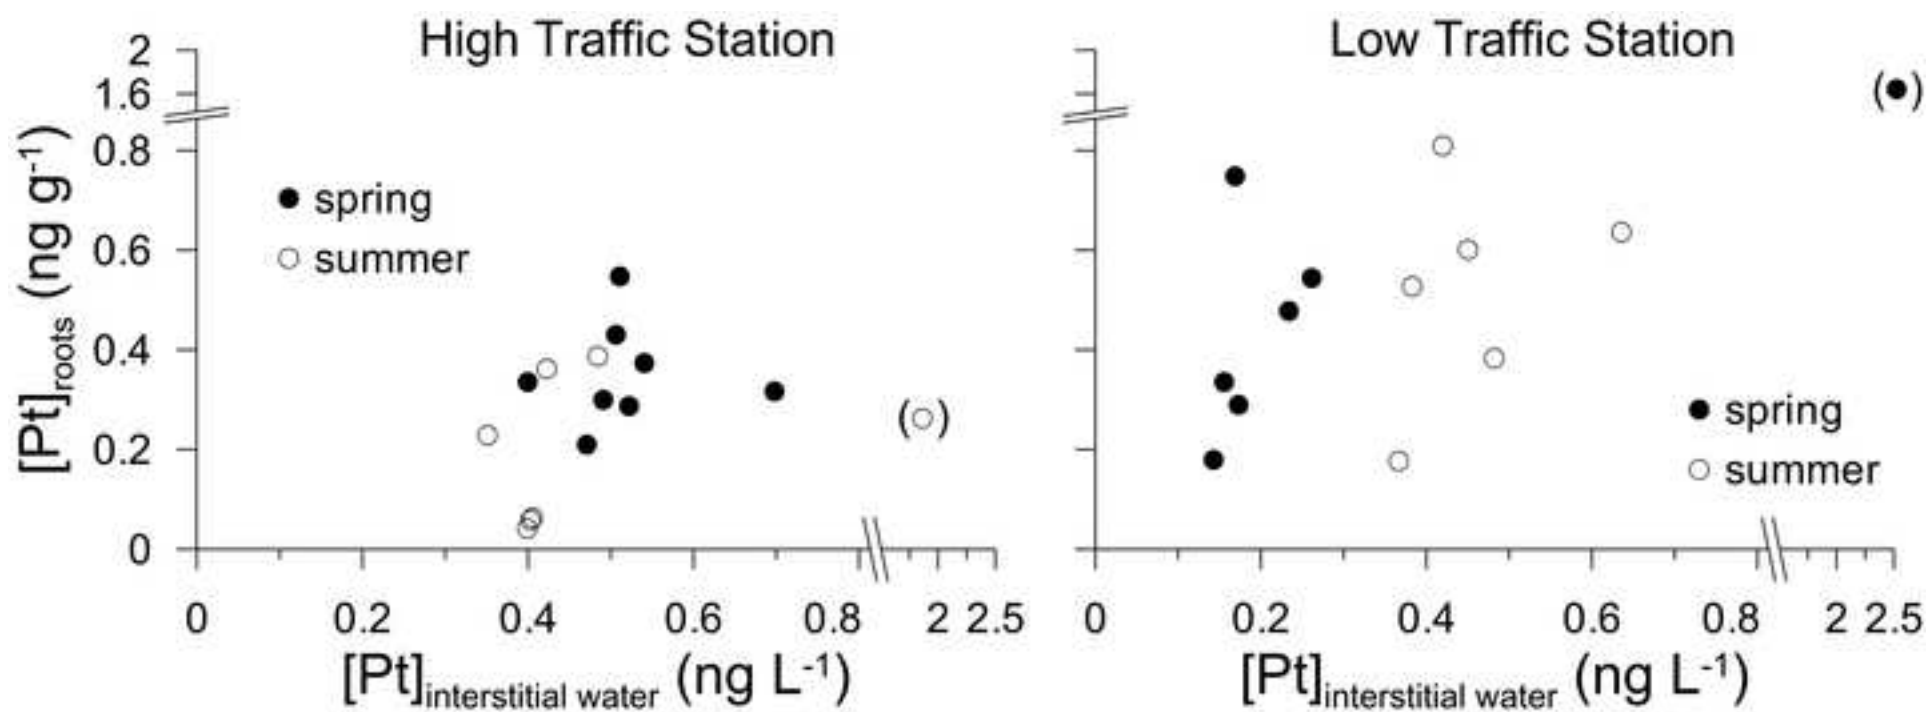 High Traffic Station
2
1.6
0.8
0.6
0.4
0.2
0
[Pt]roots (ng g-1)
spring
summer
( )
0 0.2 0.4 0.6 0.8 2 2.5
[Pt]interstitial water (ng L-1)
Low Traffic Station
( )
spring
summer
0 0.2 0.4 0.6 0.8 2 2.5
[Pt]interstitial water (ng L-1)